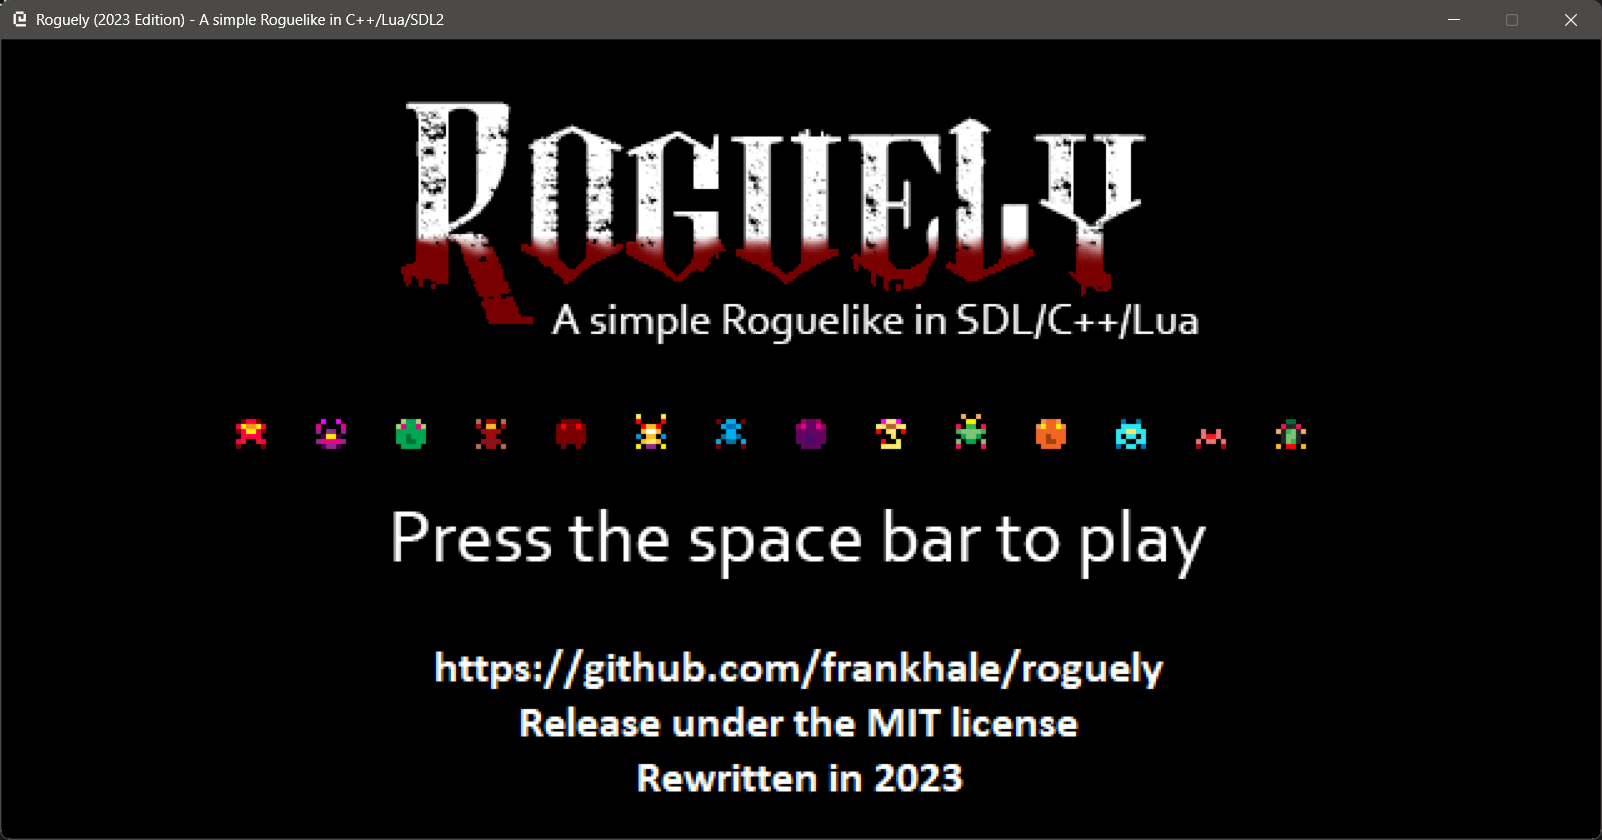 Roguely (2023 Edition) - A simple Roguelike in C++/Lua/SDL2
ROGUELY
A simple Roguelike in SDL/C++/Lua
Press the space bar to play
https://github.com/frankhale/roguely
Release under the MIT license
Rewritten in 2023